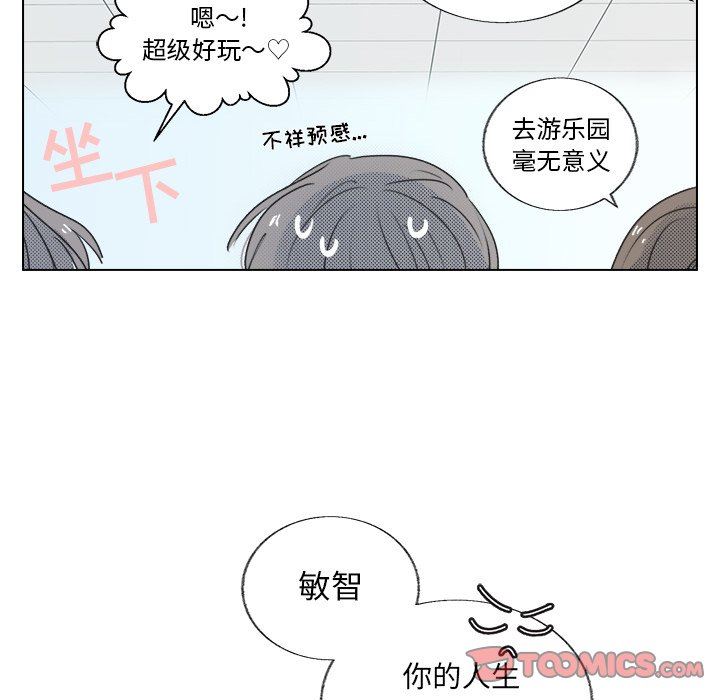 嗯～!
超级好玩～♡
不祥预感...
去游乐园
毫无意义
坐下
敏智
你的人生
TOOMICS.COM